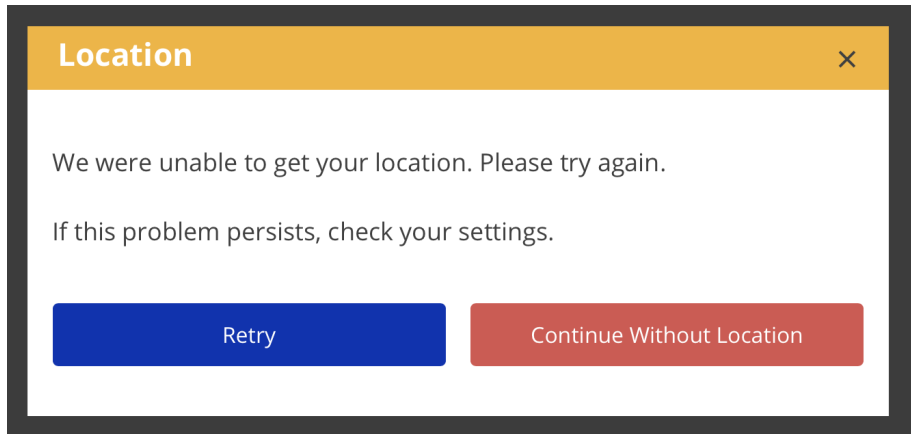 Location
We were unable to get your location. Please try again.
If this problem persists, check your settings.
Retry
Continue Without Location